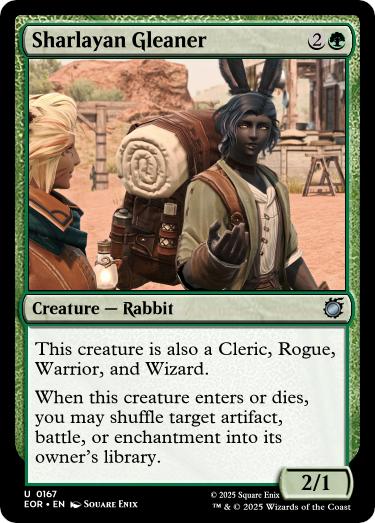 Sharlayan Gleaner 2
Creature — Rabbit
This creature is also a Cleric, Rogue,
Warrior, and Wizard.
When this creature enters or dies,
you may shuffle target artifact,
battle, or enchantment into its
owner's library.
2/1
U 0167
EOR • EN SQUARE ENIX
© 2025 Square Enix
™ & © 2025 Wizards of the Coast